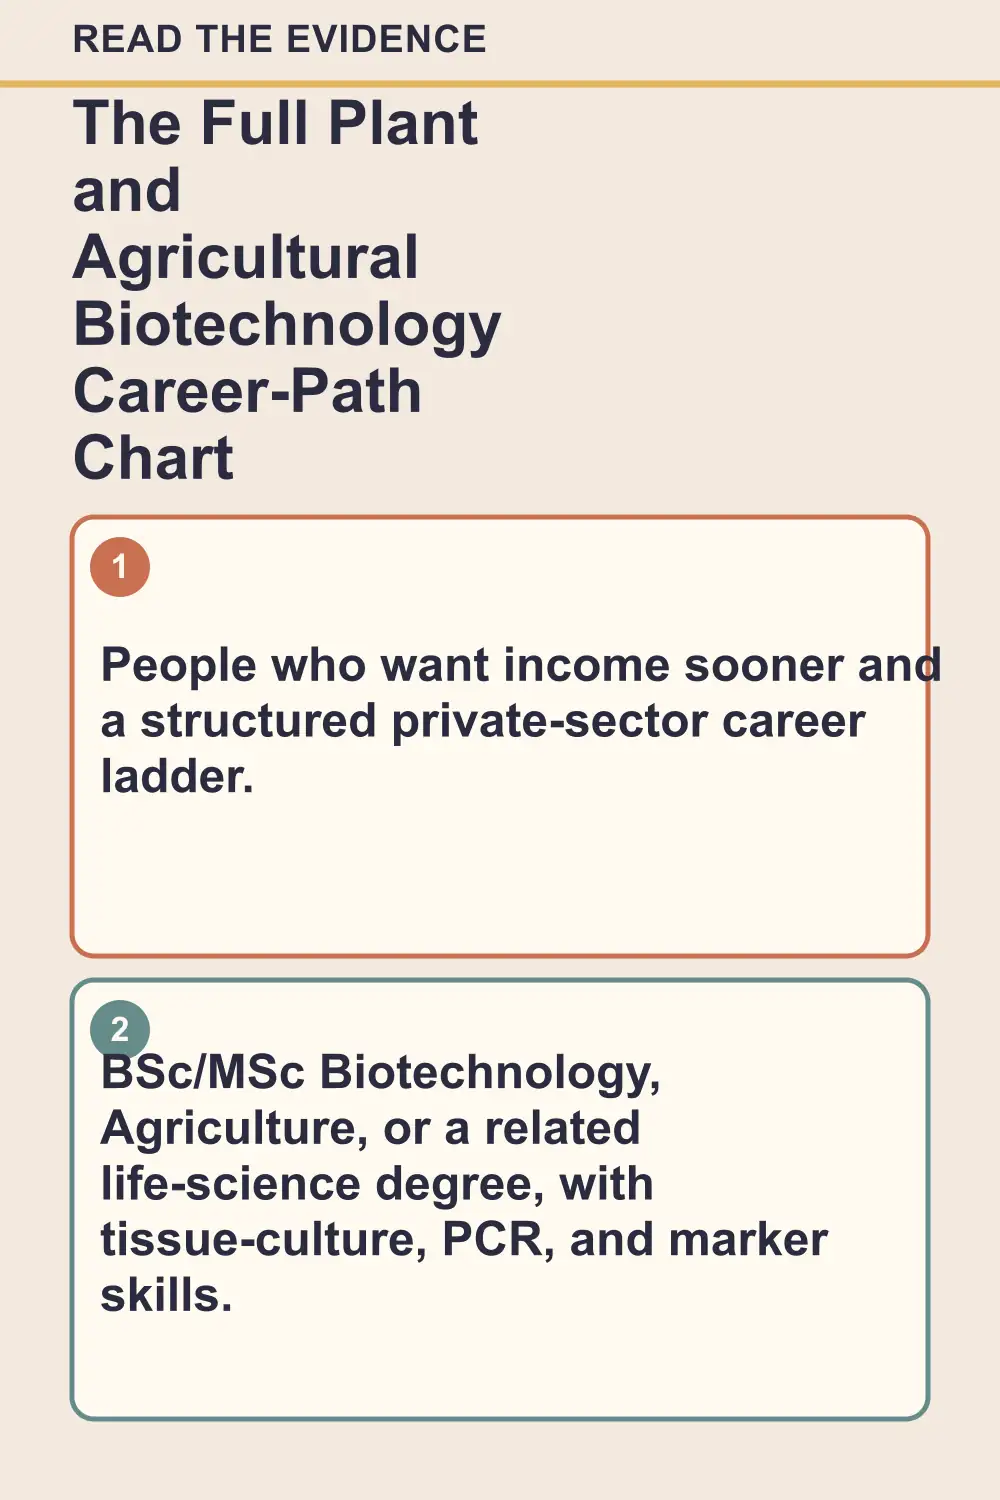 READ THE EVIDENCE
The Full Plant
and
Agricultural
Biotechnology
Career-Path
Chart
1
People who want income sooner and
a structured private-sector career
ladder.
2
BSc/MSc Biotechnology,
Agriculture, or a related
life-science degree, with
tissue-culture, PCR, and marker
skills.